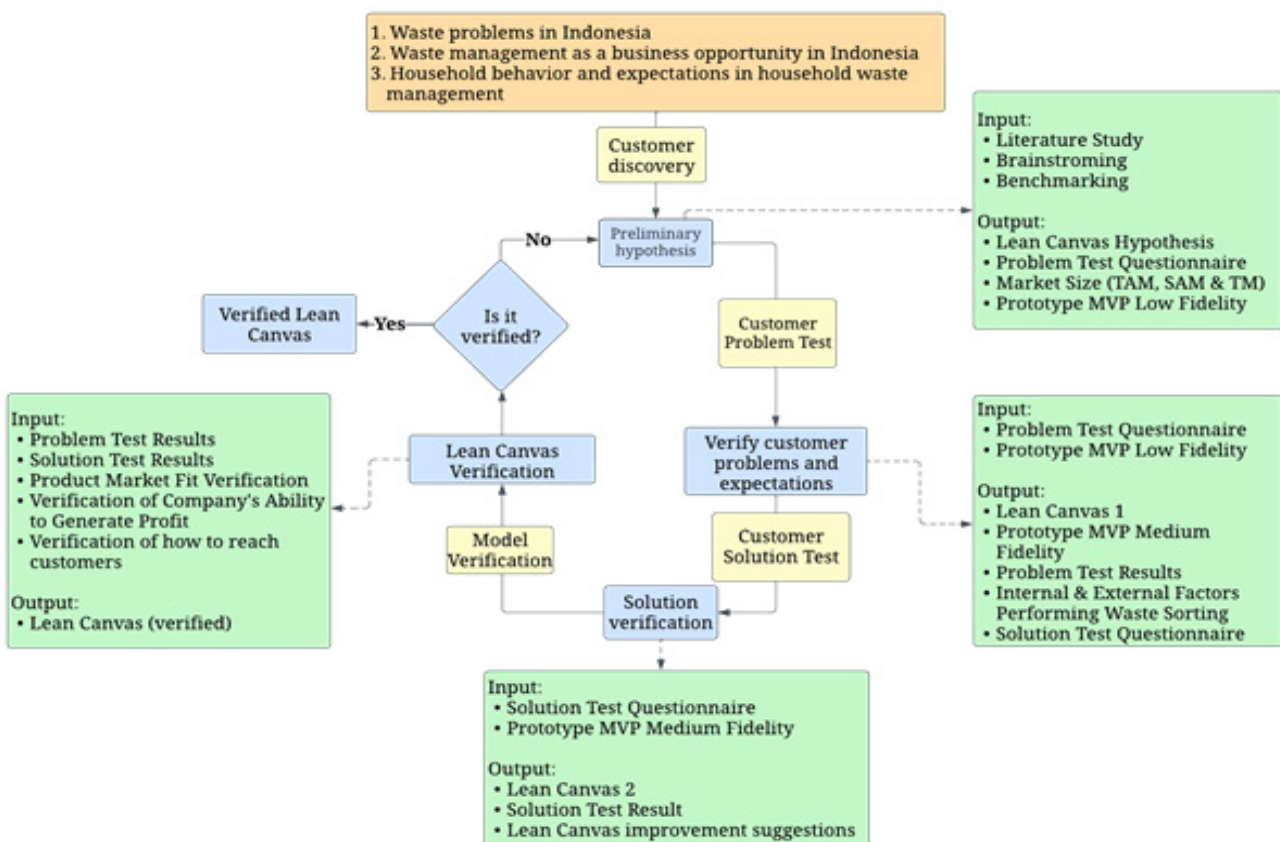 1. Waste problems in Indonesia
2. Waste management as a business opportunity in Indonesia
3. Household behavior and expectations in household waste
management
Customer
discovery
Input:
• Literature Study
• Brainstroming
• Benchmarking
Output:
• Lean Canvas Hypothesis
• Problem Test Questionnaire
• Market Size (TAM, SAM & TM)
• Prototype MVP Low Fidelity
Preliminary
hypothesis
No
Is it
verified?
Yes
Verified Lean
Canvas
Customer
Problem Test
Verify customer
problems and
expectations
Input:
• Problem Test Questionnaire
• Prototype MVP Low Fidelity
Output:
• Lean Canvas 1
• Prototype MVP Medium
Fidelity
• Problem Test Results
• Internal & External Factors
Performing Waste Sorting
• Solution Test Questionnaire
Customer
Solution Test
Solution
verification
Input:
• Solution Test Questionnaire
• Prototype MVP Medium Fidelity
Output:
• Lean Canvas 2
• Solution Test Result
• Lean Canvas improvement suggestions
Model
Verification
Lean Canvas
Verification
Input:
• Problem Test Results
• Solution Test Results
• Product Market Fit Verification
• Verification of Company's Ability
to Generate Profit
• Verification of how to reach
customers
Output:
• Lean Canvas (verified)